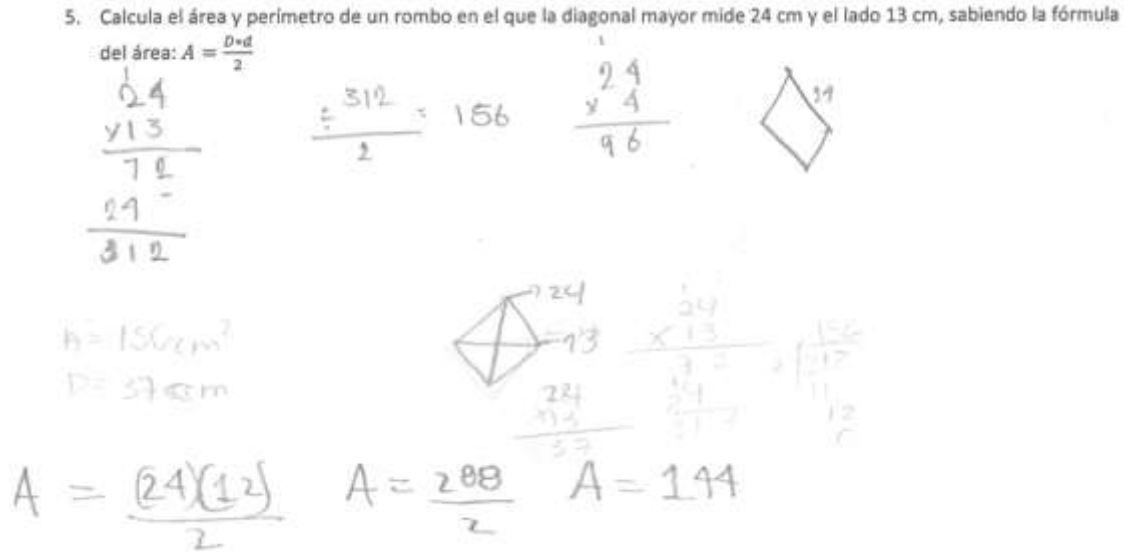 5. Calcula el área y perímetro de un rombo en el que la diagonal mayor mide 24 cm y el lado 13 cm, sabiendo la fórmula
del área: A = D*d / 2
1
24
x13
72
24 -
312
÷ 312 / 2 = 156
1
24
x 4
96
24
24
13
A = 156 cm²
D = 37 cm
24
13
37
24
x 13
72
24
A = (24)(12) / 2 A = 288 / 2 A = 144